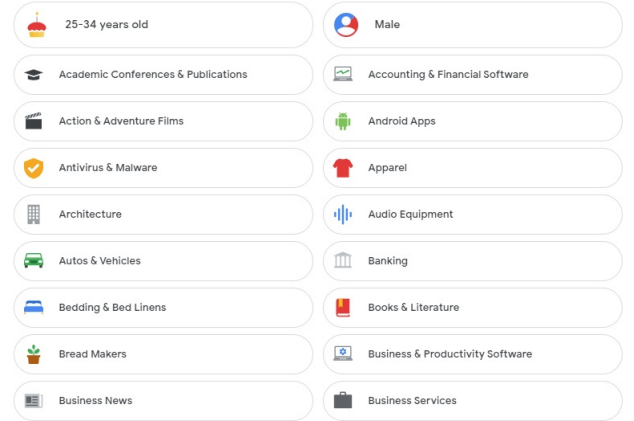 25-34 years old
Male
Academic Conferences & Publications
Accounting & Financial Software
Action & Adventure Films
Android Apps
Antivirus & Malware
Apparel
Architecture
Audio Equipment
Autos & Vehicles
Banking
Bedding & Bed Linens
Books & Literature
Bread Makers
Business & Productivity Software
Business News
Business Services